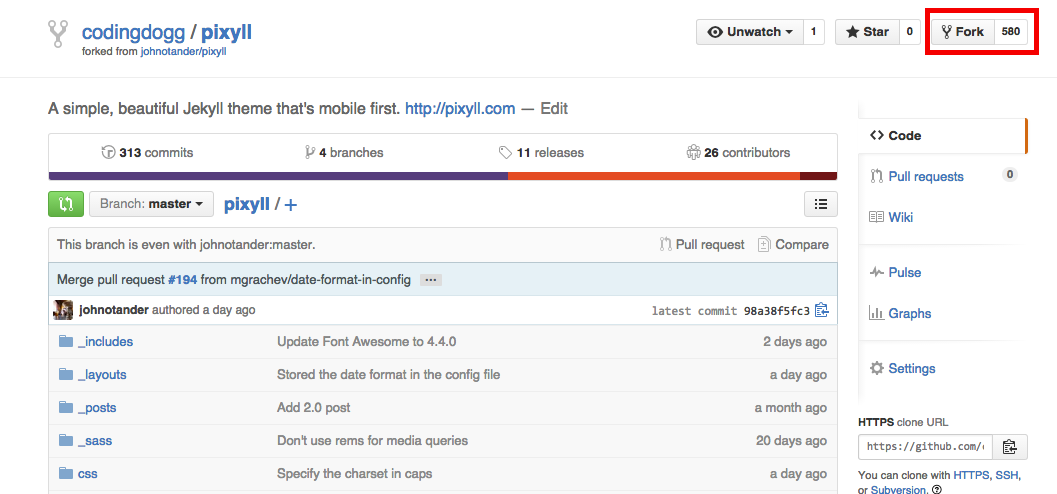 codingdogg / pixyll
forked from johnotander/pixyll
Unwatch 1 Star 0 Fork 580
A simple, beautiful Jekyll theme that's mobile first. http://pixyll.com — Edit
313 commits 4 branches 11 releases 26 contributors
Branch: master pixyll / +
This branch is even with johnotander:master. Pull request Compare
Merge pull request #194 from mgrachev/date-format-in-config ...
johnotander authored a day ago latest commit 98a38f5fc3
_includes Update Font Awesome to 4.4.0 2 days ago
_layouts Stored the date format in the config file a day ago
_posts Add 2.0 post a month ago
_sass Don't use rems for media queries 20 days ago
css Specify the charset in caps a day ago
Code
Pull requests 0
Wiki
Pulse
Graphs
Settings
HTTPS clone URL
https://github.com/
You can clone with HTTPS, SSH,
or Subversion. ?